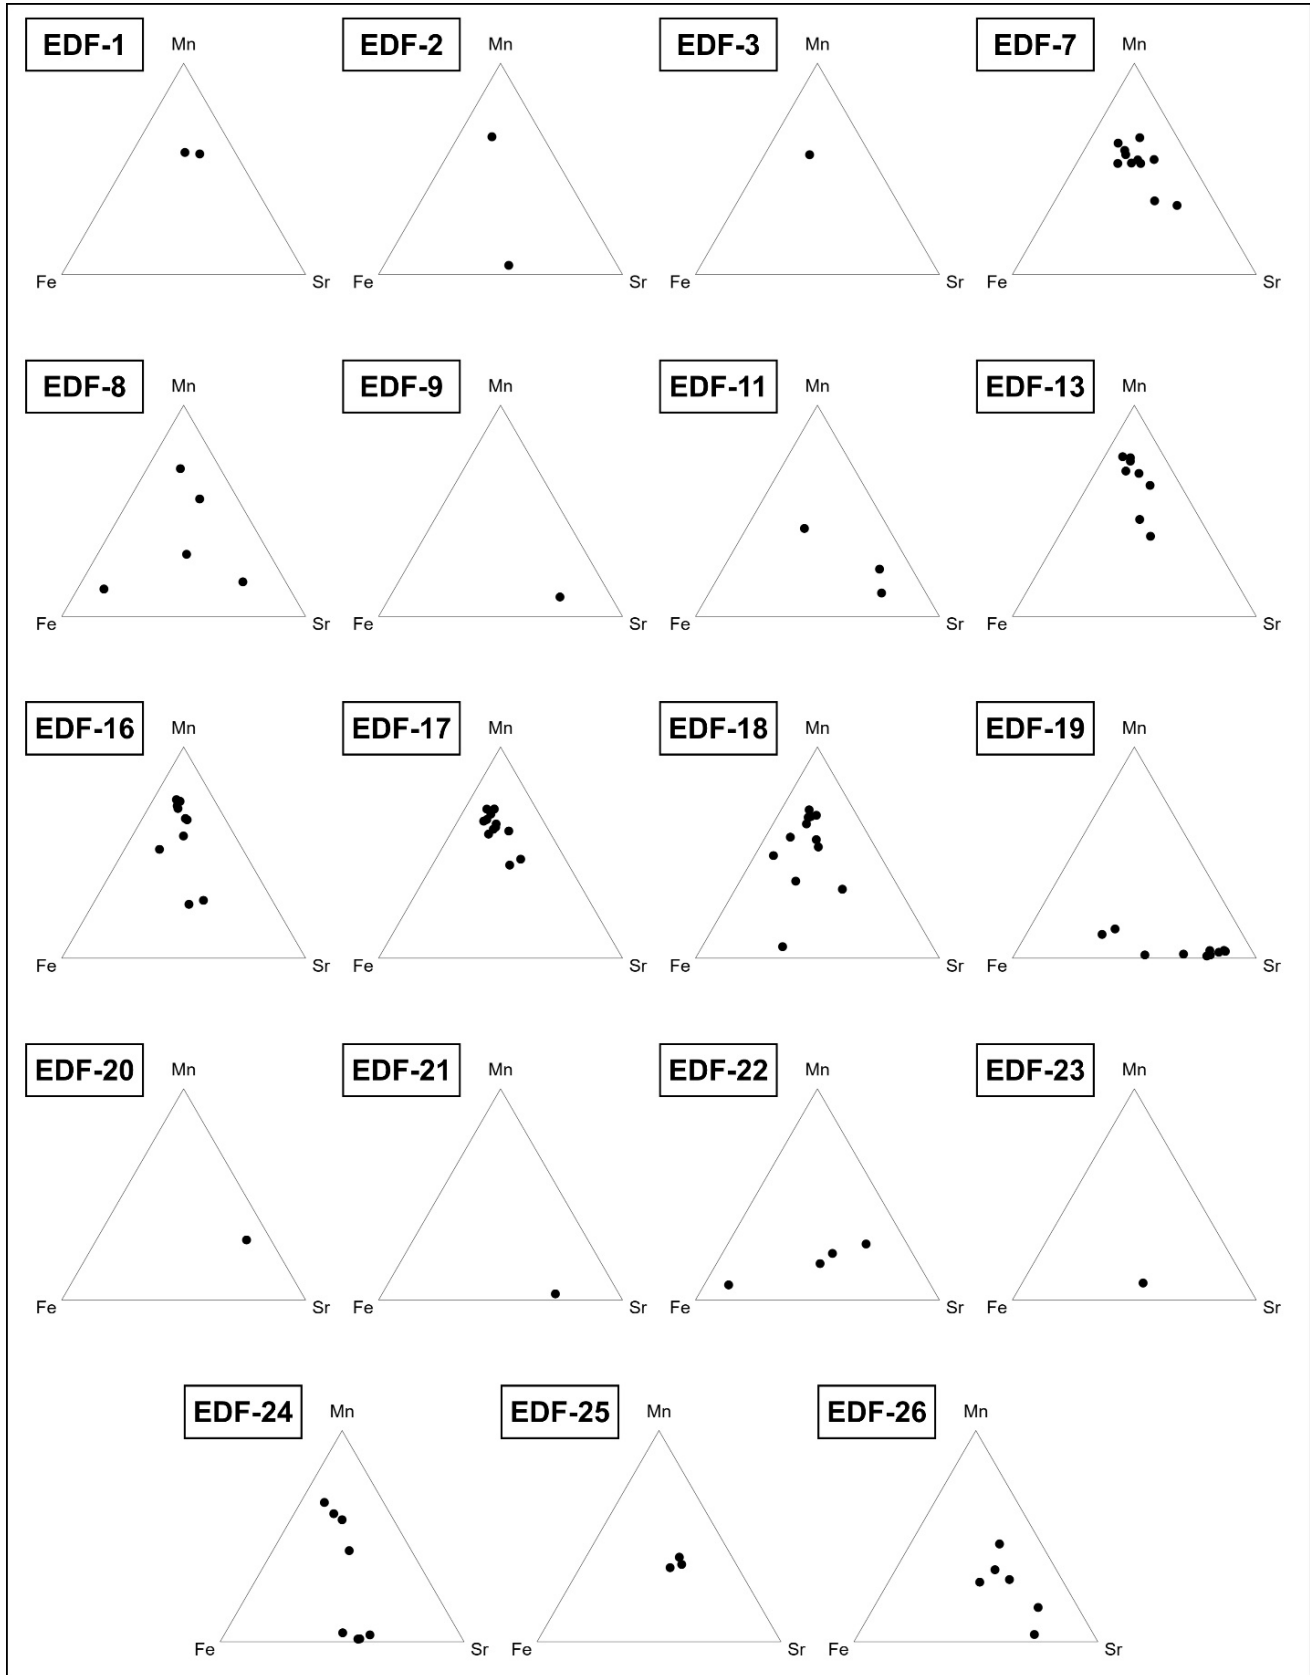 EDF-1 Mn EDF-2 Mn EDF-3 Mn EDF-7 Mn
Fe Sr Fe Sr Fe Sr Fe Sr
EDF-8 Mn EDF-9 Mn EDF-11 Mn EDF-13 Mn
Fe Sr Fe Sr Fe Sr Fe Sr
EDF-16 Mn EDF-17 Mn EDF-18 Mn EDF-19 Mn
Fe Sr Fe Sr Fe Sr Fe Sr
EDF-20 Mn EDF-21 Mn EDF-22 Mn EDF-23 Mn
Fe Sr Fe Sr Fe Sr Fe Sr
EDF-24 Mn EDF-25 Mn EDF-26 Mn
Fe Sr Fe Sr Fe Sr